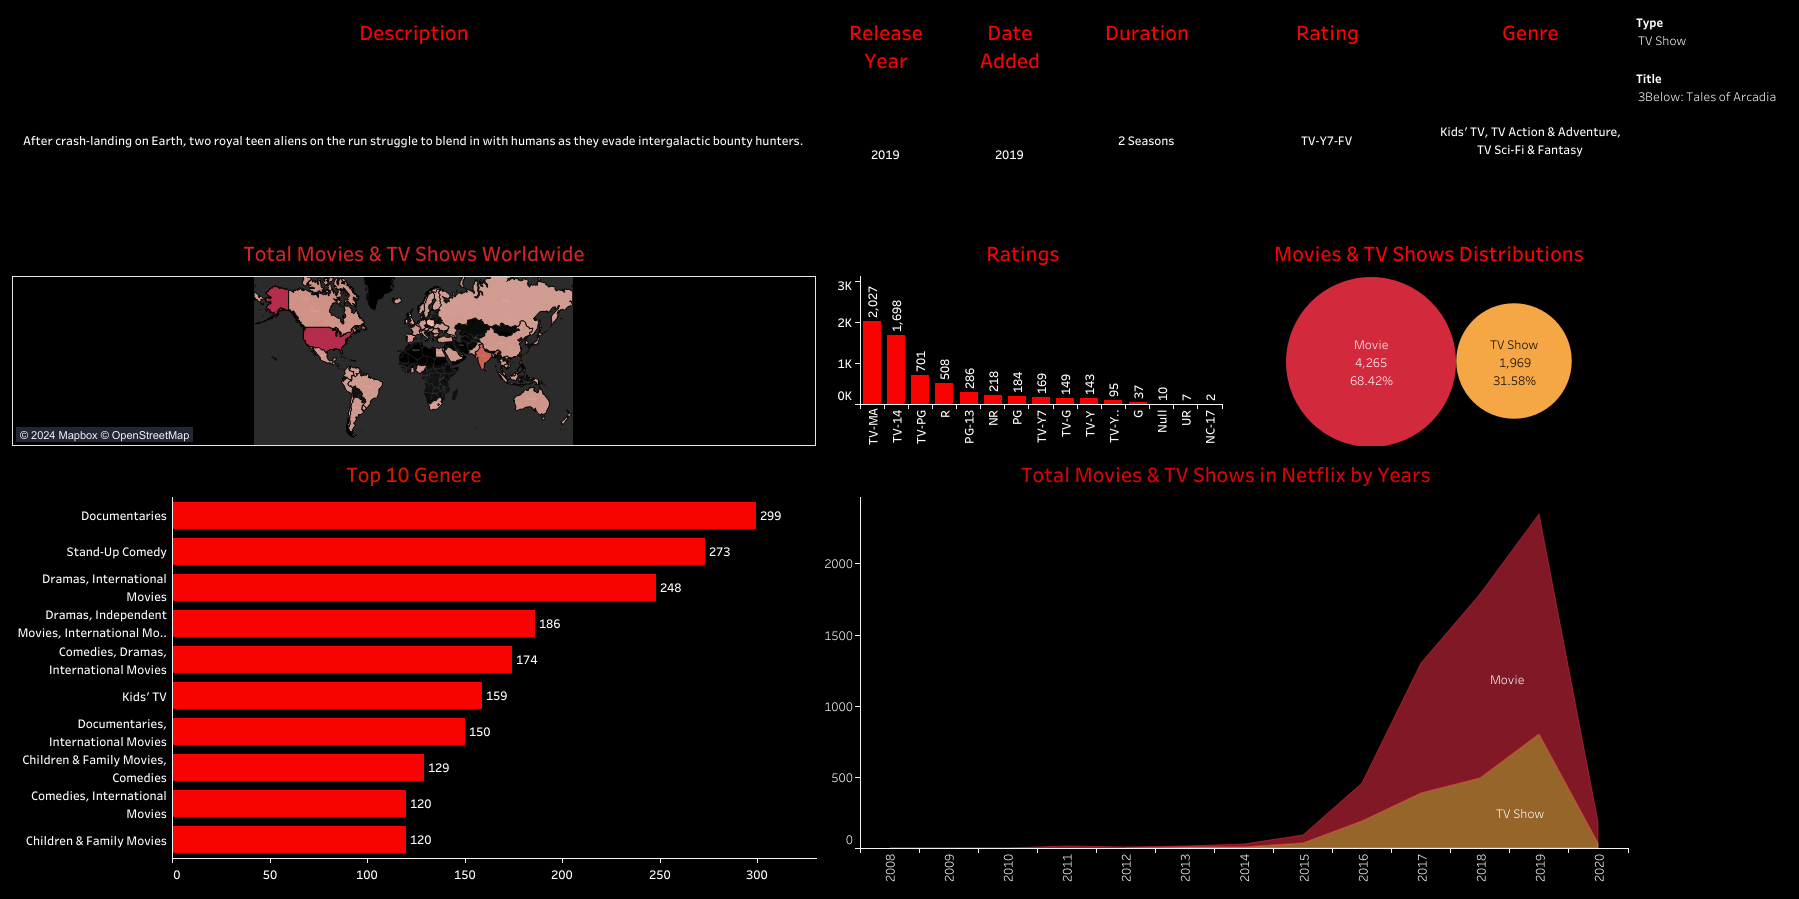 Description
Release
Year
Date
Added
Duration
Rating
Genre
Type
TV Show
Title
3Below: Tales of Arcadia
After crash-landing on Earth, two royal teen aliens on the run struggle to blend in with humans as they evade intergalactic bounty hunters.
2019
2019
2 Seasons
TV-Y7-FV
Kids' TV, TV Action & Adventure,
TV Sci-Fi & Fantasy
Total Movies & TV Shows Worldwide
© 2024 Mapbox © OpenStreetMap
Ratings
3K
2K
1K
0K
2,027
1,698
701
508
286
218
184
169
149
143
95
37
10
7
2
TV-MA
TV-14
TV-PG
R
PG-13
NR
PG
TV-Y7
TV-G
TV-Y
TV-Y..
G
Null
UR
NC-17
Movies & TV Shows Distributions
Movie
4,265
68.42%
TV Show
1,969
31.58%
Top 10 Genere
Documentaries
299
Stand-Up Comedy
273
Dramas, International
Movies
248
Dramas, Independent
Movies, International Mo..
186
Comedies, Dramas,
International Movies
174
Kids' TV
159
Documentaries,
International Movies
150
Children & Family Movies,
Comedies
129
Comedies, International
Movies
120
Children & Family Movies
120
0
50
100
150
200
250
300
Total Movies & TV Shows in Netflix by Years
2000
1500
1000
500
0
Movie
TV Show
2008
2009
2010
2011
2012
2013
2014
2015
2016
2017
2018
2019
2020